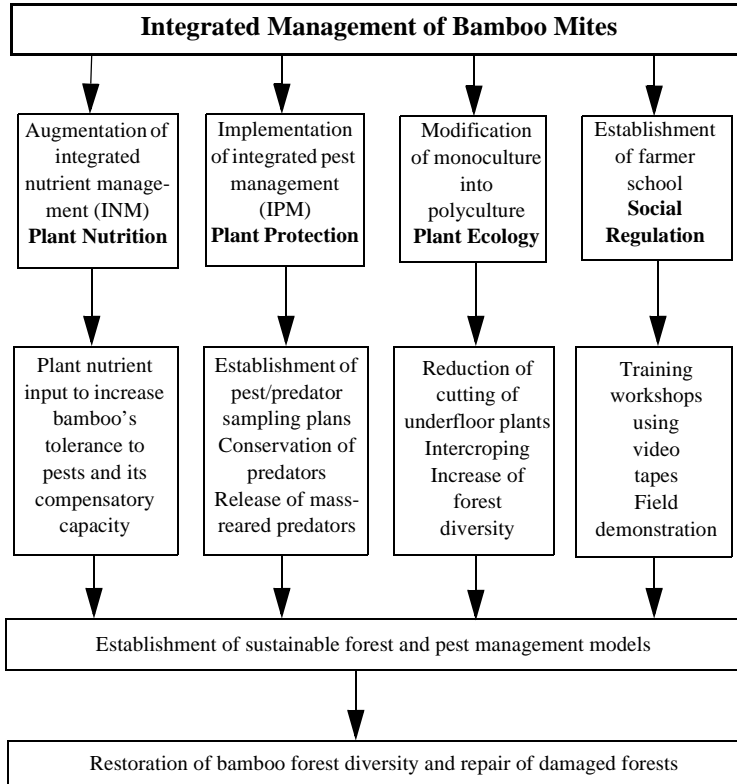 Integrated Management of Bamboo Mites
Augmentation of
integrated
nutrient manage-
ment (INM)
Plant Nutrition
Implementation
of integrated pest
management
(IPM)
Plant Protection
Modification
of monoculture
into
polyculture
Plant Ecology
Establishment
of farmer
school
Social
Regulation
Plant nutrient
input to increase
bamboo's
tolerance to
pests and its
compensatory
capacity
Establishment of
pest/predator
sampling plans
Conservation of
predators
Release of mass-
reared predators
Reduction of
cutting of
underfloor plants
Intercroping
Increase of
forest
diversity
Training
workshops
using
video
tapes
Field
demonstration
Establishment of sustainable forest and pest management models
Restoration of bamboo forest diversity and repair of damaged forests